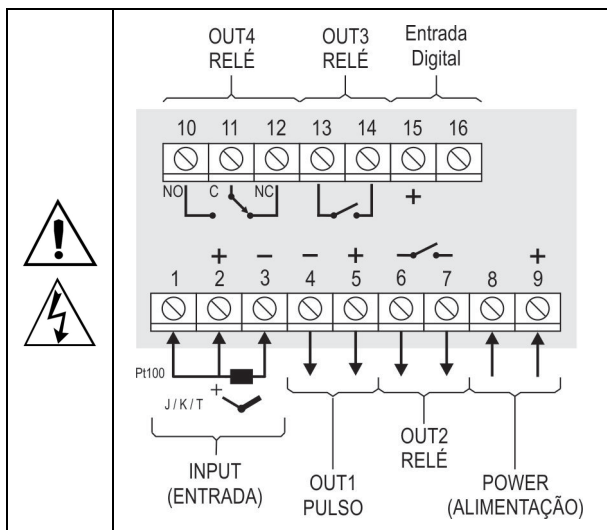 OUT4 RELÉ
OUT3 RELÉ
Entrada Digital
10 11 12 13 14 15 16
NO C NC
+
+ − − + +
1 2 3 4 5 6 7 8 9
Pt100
+
J / K / T
INPUT (ENTRADA)
OUT1 PULSO
OUT2 RELÉ
POWER (ALIMENTAÇÃO)